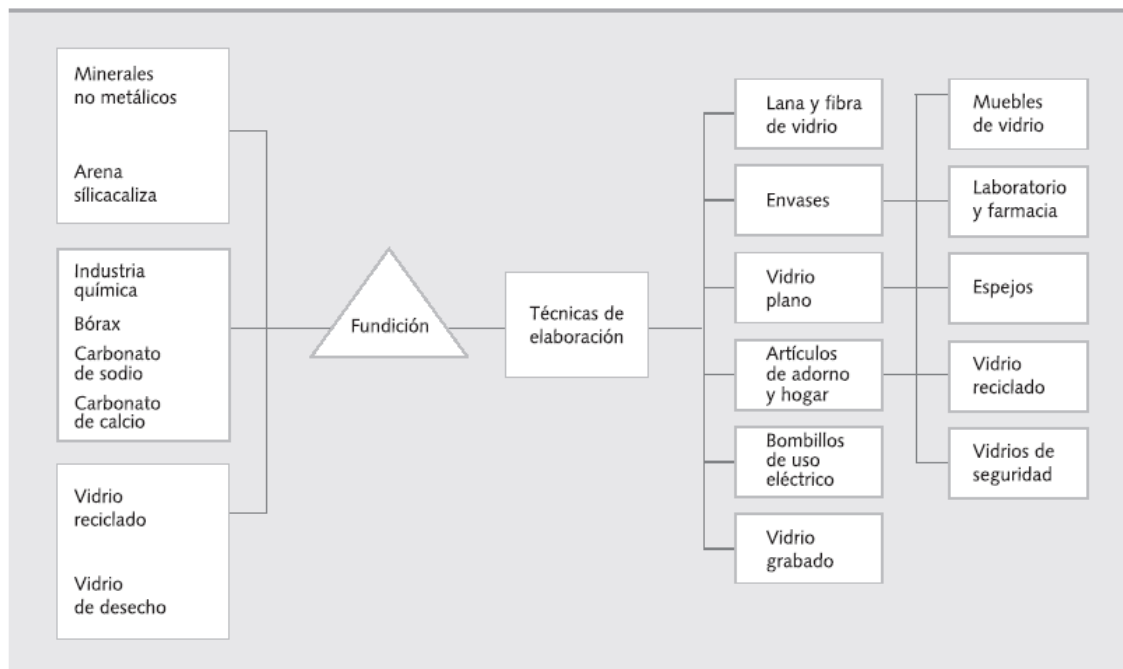 Minerales
no metálicos
Arena
sílicacaliza
Industria
química
Bórax
Carbonato
de sodio
Carbonato
de calcio
Vidrio
reciclado
Vidrio
de desecho
Fundición
Técnicas de
elaboración
Lana y fibra
de vidrio
Envases
Vidrio
plano
Artículos
de adorno
y hogar
Bombillos
de uso
eléctrico
Vidrio
grabado
Muebles
de vidrio
Laboratorio
y farmacia
Espejos
Vidrio
reciclado
Vidrios de
seguridad